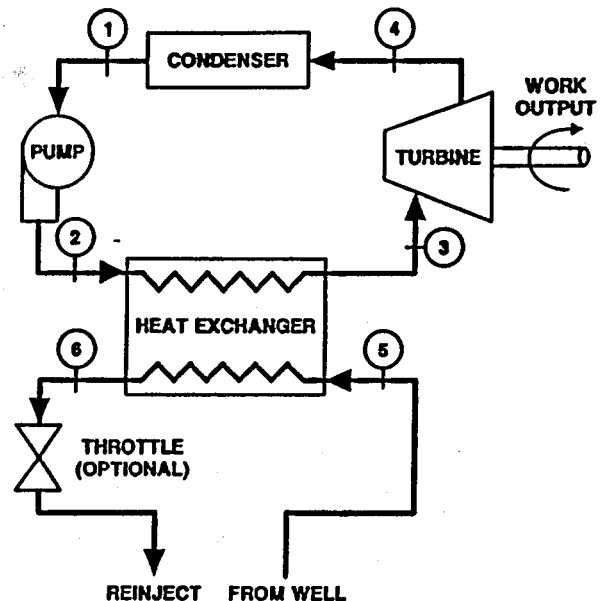 1
4
CONDENSER
WORK
OUTPUT
PUMP
TURBINE
2
3
HEAT EXCHANGER
6
5
THROTTLE
(OPTIONAL)
REINJECT
FROM WELL